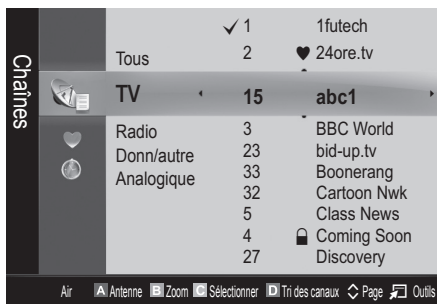 Chaînes
✓ 1 1futech
Tous 2 ♥ 24ore.tv
TV 15 abc1
Radio 3 BBC World
Donn/autre 23 bid-up.tv
Analogique 33 Boonerang
32 Cartoon Nwk
5 Class News
4 Coming Soon
27 Discovery
Air A Antenne B Zoom C Sélectionner D Tri des canaux Page Outils